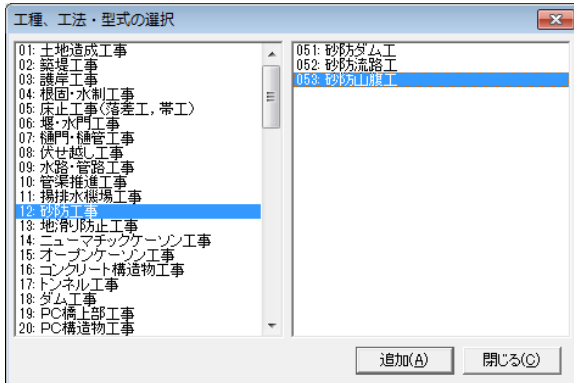 工種、工法・型式の選択
01: 土地造成工事
02: 築堤工事
03: 護岸工事
04: 根固・水制工事
05: 床止工事(落差工, 帯工)
06: 堰・水門工事
07: 樋門・樋管工事
08: 伏せ越し工事
09: 水路・管路工事
10: 管渠推進工事
11: 揚排水機場工事
12: 砂防工事
13: 地滑り防止工事
14: ニューマチックケーソン工事
15: オープンケーソン工事
16: コンクリート構造物工事
17: トンネル工事
18: ダム工事
19: PC橋上部工事
20: PC構造物工事
051: 砂防ダム工
052: 砂防流路工
053: 砂防山腹工
追加(A)
閉じる(C)